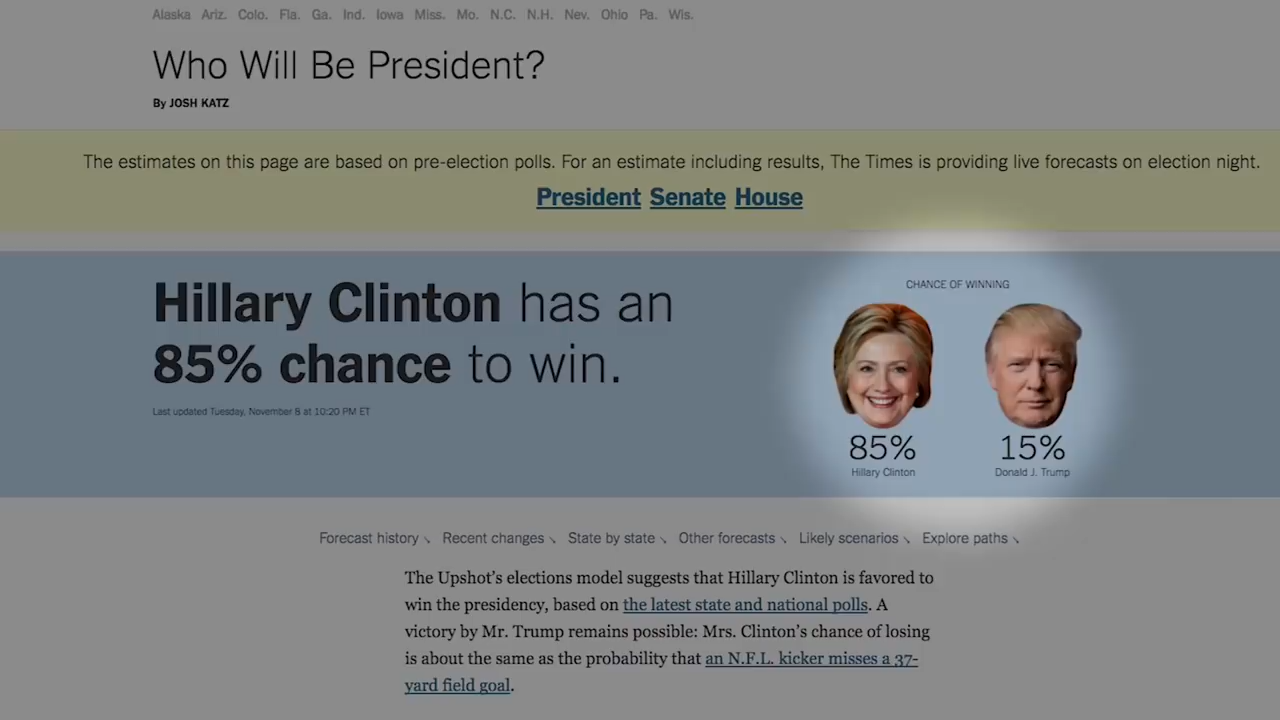 Alaska Ariz. Colo. Fla. Ga. Ind. Iowa Miss. Mo. N.C. N.H. Nev. Ohio Pa. Wis.
Who Will Be President?
By JOSH KATZ
The estimates on this page are based on pre-election polls. For an estimate including results, The Times is providing live forecasts on election night.
President Senate House
Hillary Clinton has an
85% chance to win.
Last updated Tuesday, November 8 at 10:20 PM ET
CHANCE OF WINNING
85% 15%
Hillary Clinton Donald J. Trump
Forecast history Recent changes State by state Other forecasts Likely scenarios Explore paths
The Upshot’s elections model suggests that Hillary Clinton is favored to
win the presidency, based on the latest state and national polls. A
victory by Mr. Trump remains possible: Mrs. Clinton’s chance of losing
is about the same as the probability that an N.F.L. kicker misses a 37-
yard field goal.